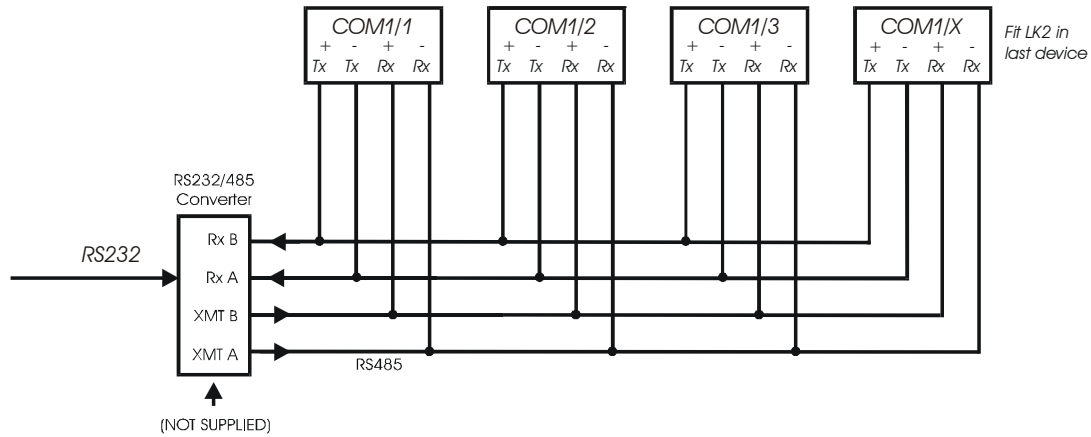 COM1/1
+ - + -
Tx Tx Rx Rx
COM1/2
+ - + -
Tx Tx Rx Rx
COM1/3
+ - + -
Tx Tx Rx Rx
COM1/X
+ - + -
Tx Tx Rx Rx
Fit LK2 in
last device
RS232/485
Converter
RS232
Rx B
Rx A
XMT B
XMT A
RS485
(NOT SUPPLIED)